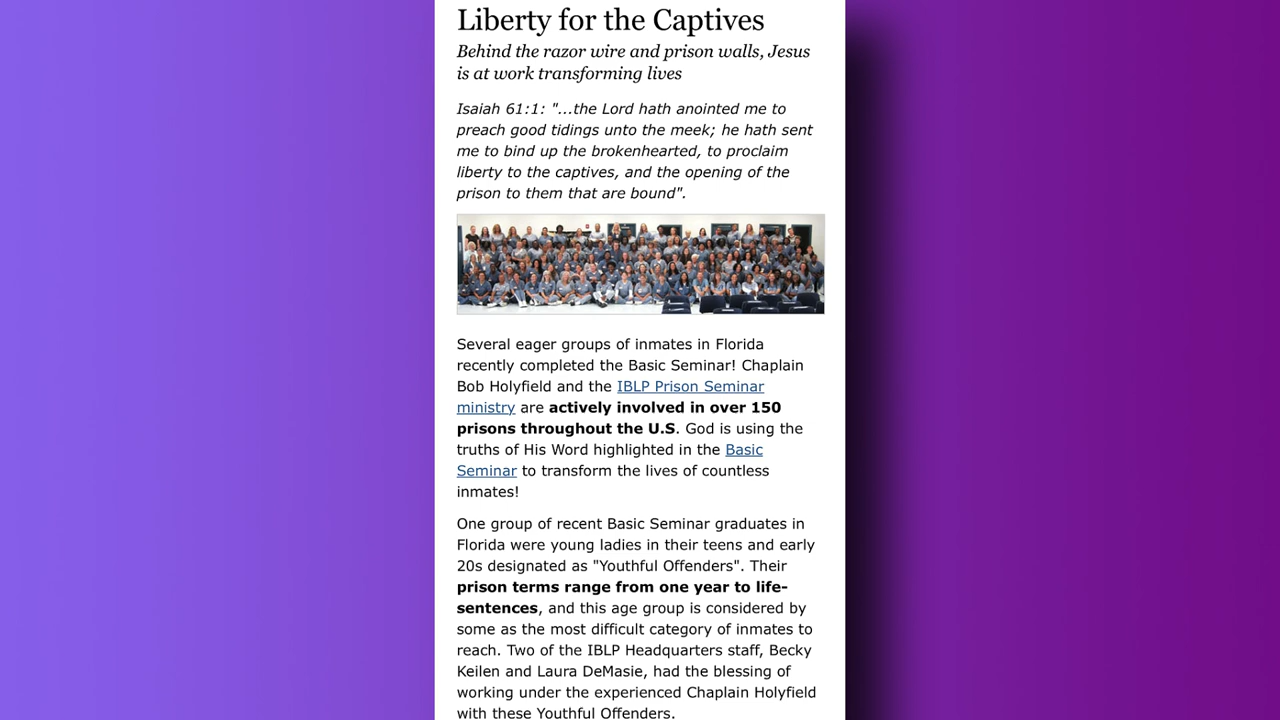 Liberty for the Captives
Behind the razor wire and prison walls, Jesus
is at work transforming lives
Isaiah 61:1: "...the Lord hath anointed me to
preach good tidings unto the meek; he hath sent
me to bind up the brokenhearted, to proclaim
liberty to the captives, and the opening of the
prison to them that are bound".
Several eager groups of inmates in Florida
recently completed the Basic Seminar! Chaplain
Bob Holyfield and the IBLP Prison Seminar
ministry are actively involved in over 150
prisons throughout the U.S. God is using the
truths of His Word highlighted in the Basic
Seminar to transform the lives of countless
inmates!
One group of recent Basic Seminar graduates in
Florida were young ladies in their teens and early
20s designated as "Youthful Offenders". Their
prison terms range from one year to life-
sentences, and this age group is considered by
some as the most difficult category of inmates to
reach. Two of the IBLP Headquarters staff, Becky
Keilen and Laura DeMasie, had the blessing of
working under the experienced Chaplain Holyfield
with these Youthful Offenders.